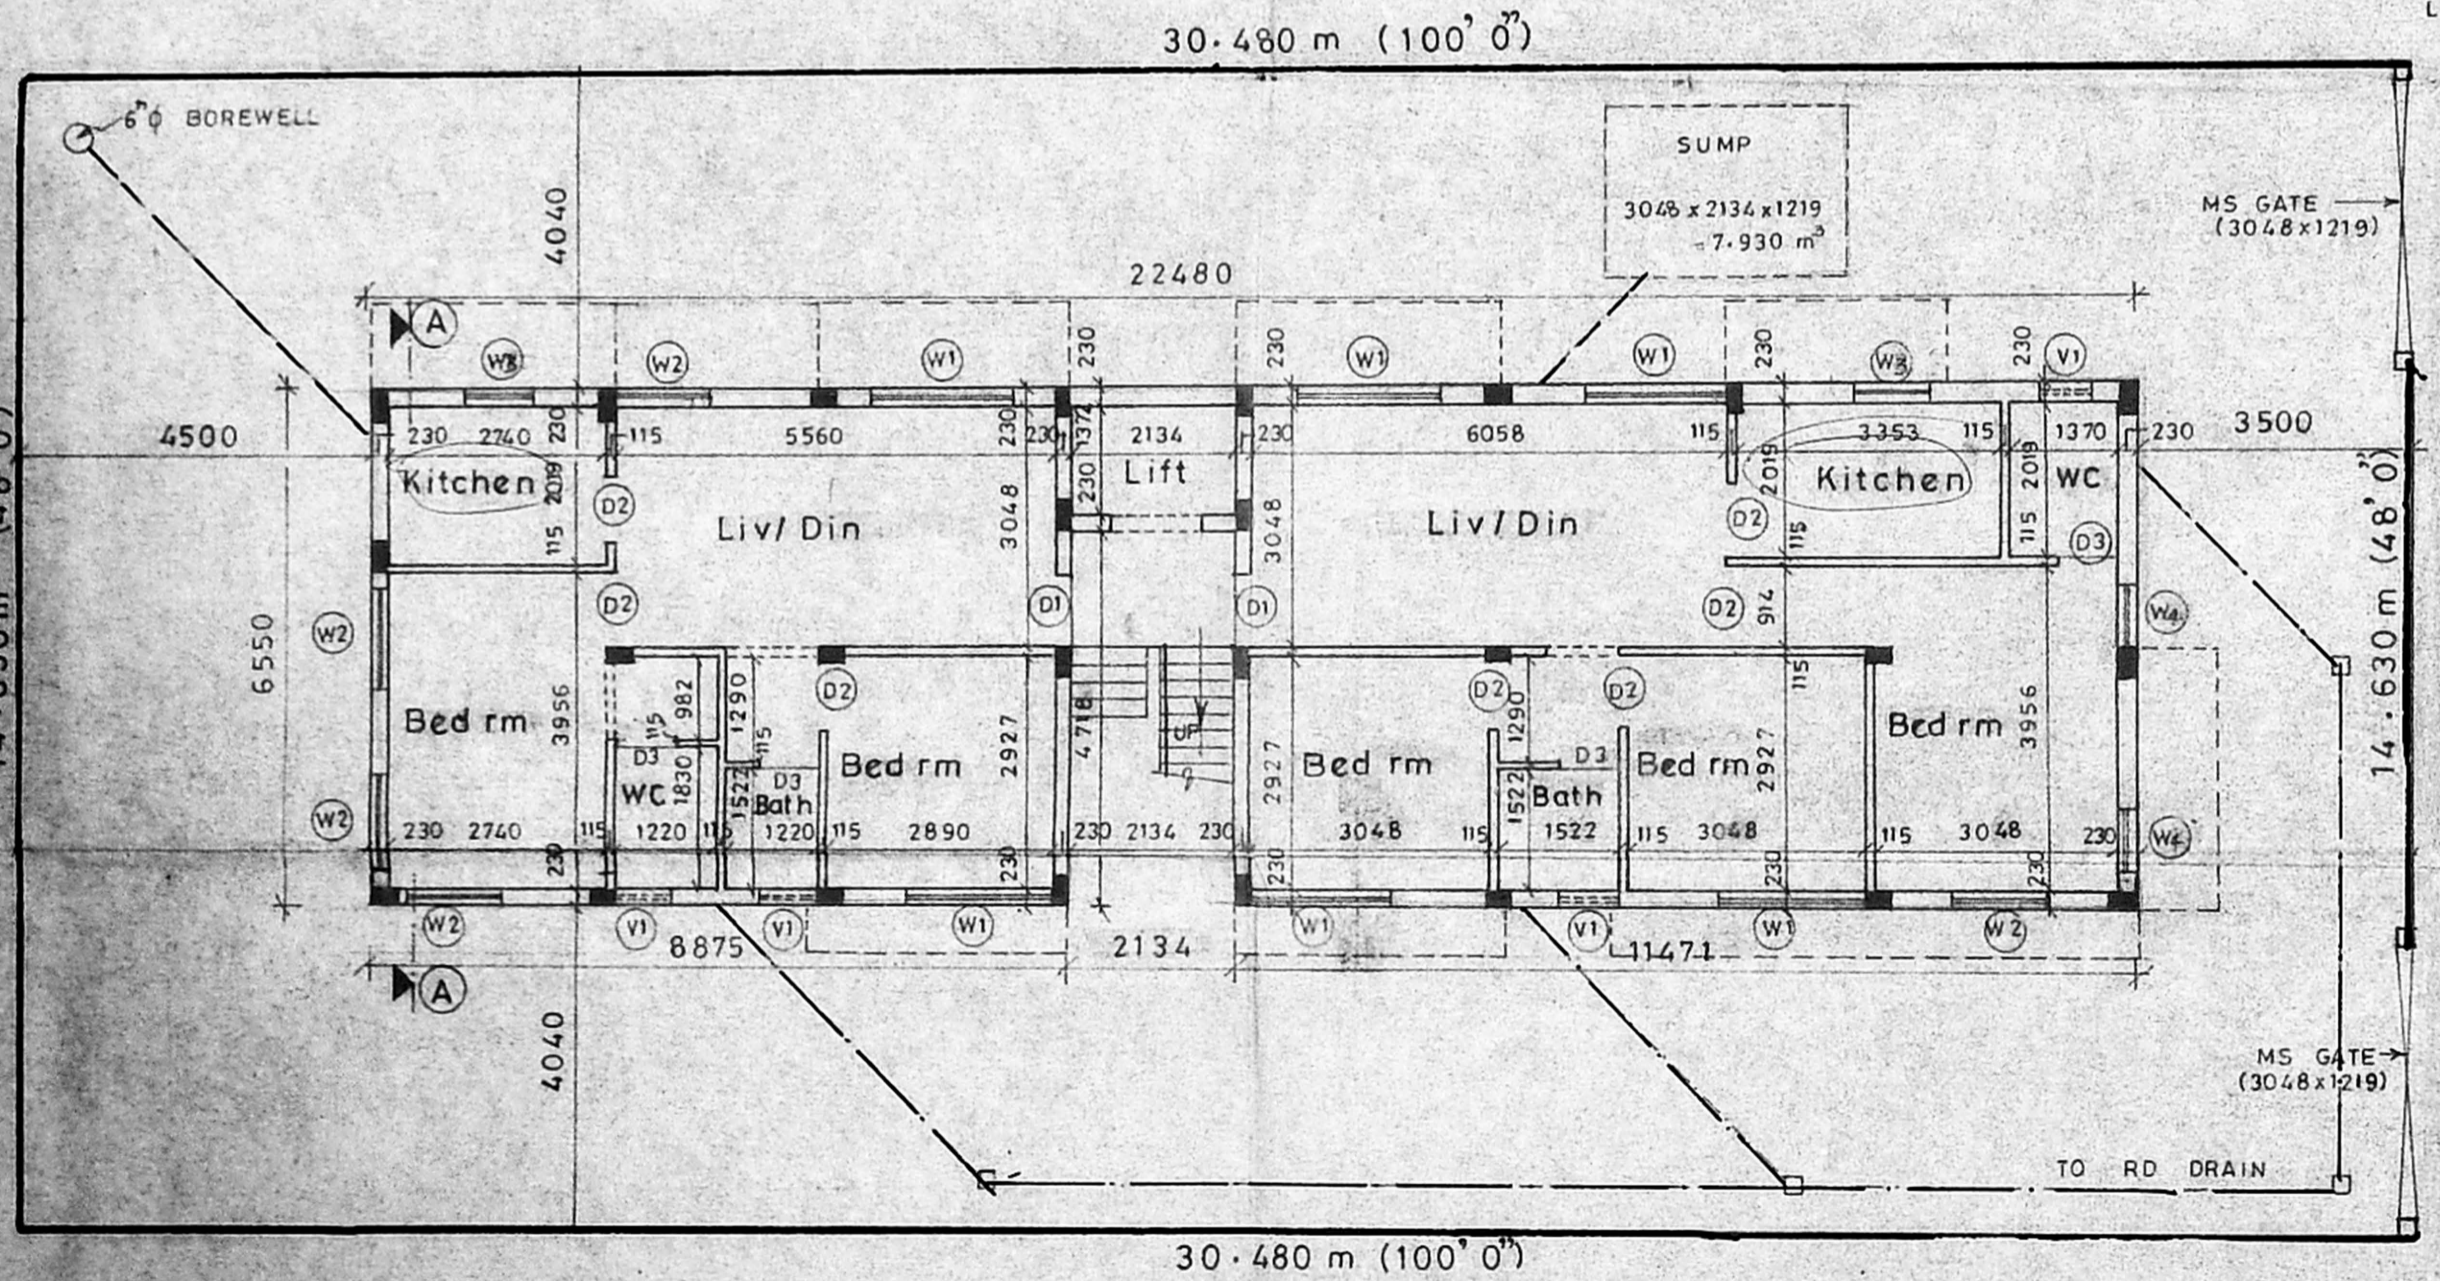 30.480 m (100' 0")
6"φ BOREWELL
SUMP
3048 x 2134 x 1219
- 7.930 m³
MS GATE
(3048x1219)
4040
22480
A
W3
W2
W1
230
230
W1
W1
230
W3
230
V1
4500
230
2740
230
115
5560
230
230
1372
2134
230
6058
115
3353
115
1370
230
3500
Kitchen
2019
D2
230
Lift
2019
Kitchen
2019
WC
115
Liv/ Din
3048
3048
Liv/ Din
D2
115
115
D3
14.630 m (48' 0")
6550
W2
D2
D1
D1
D2
914
W4
Bed rm
3956
115
982
1290
115
D2
2927
4718
UP
D2
1290
D2
115
Bed rm
3956
D3
WC
1830
1522
D3
Bath
Bed rm
2927
Bed rm
1522
D3
Bath
Bed rm
2927
W2
230
2740
115
1220
115
1220
115
2890
230
2134
230
3048
115
1522
115
3048
115
3048
230
W4
230
230
230
230
230
W2
V1
V1
W1
W1
V1
W1
W2
8875
2134
11471
A
4040
MS GATE
(3048x1219)
TO RD DRAIN
30.480 m (100' 0")